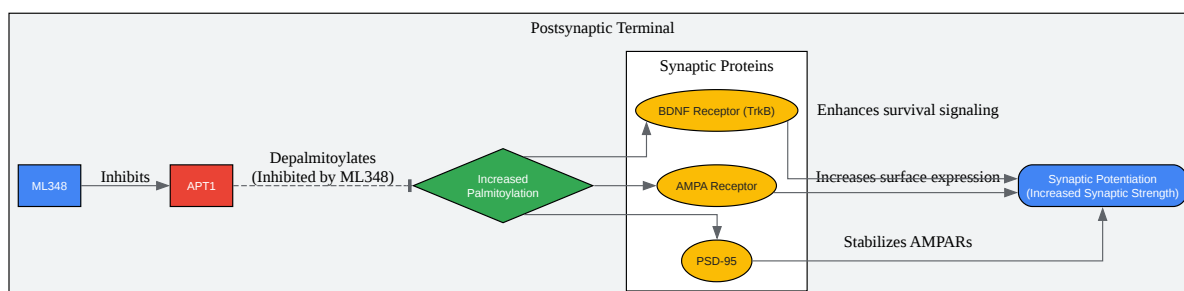 Postsynaptic Terminal
Synaptic Proteins
BDNF Receptor (TrkB)
Enhances survival signaling
ML348
Inhibits
APT1
Depalmitoylates
(Inhibited by ML348)
Increased
Palmitoylation
AMPA Receptor
Increases surface expression
Synaptic Potentiation
(Increased Synaptic Strength)
PSD-95
Stabilizes AMPARs